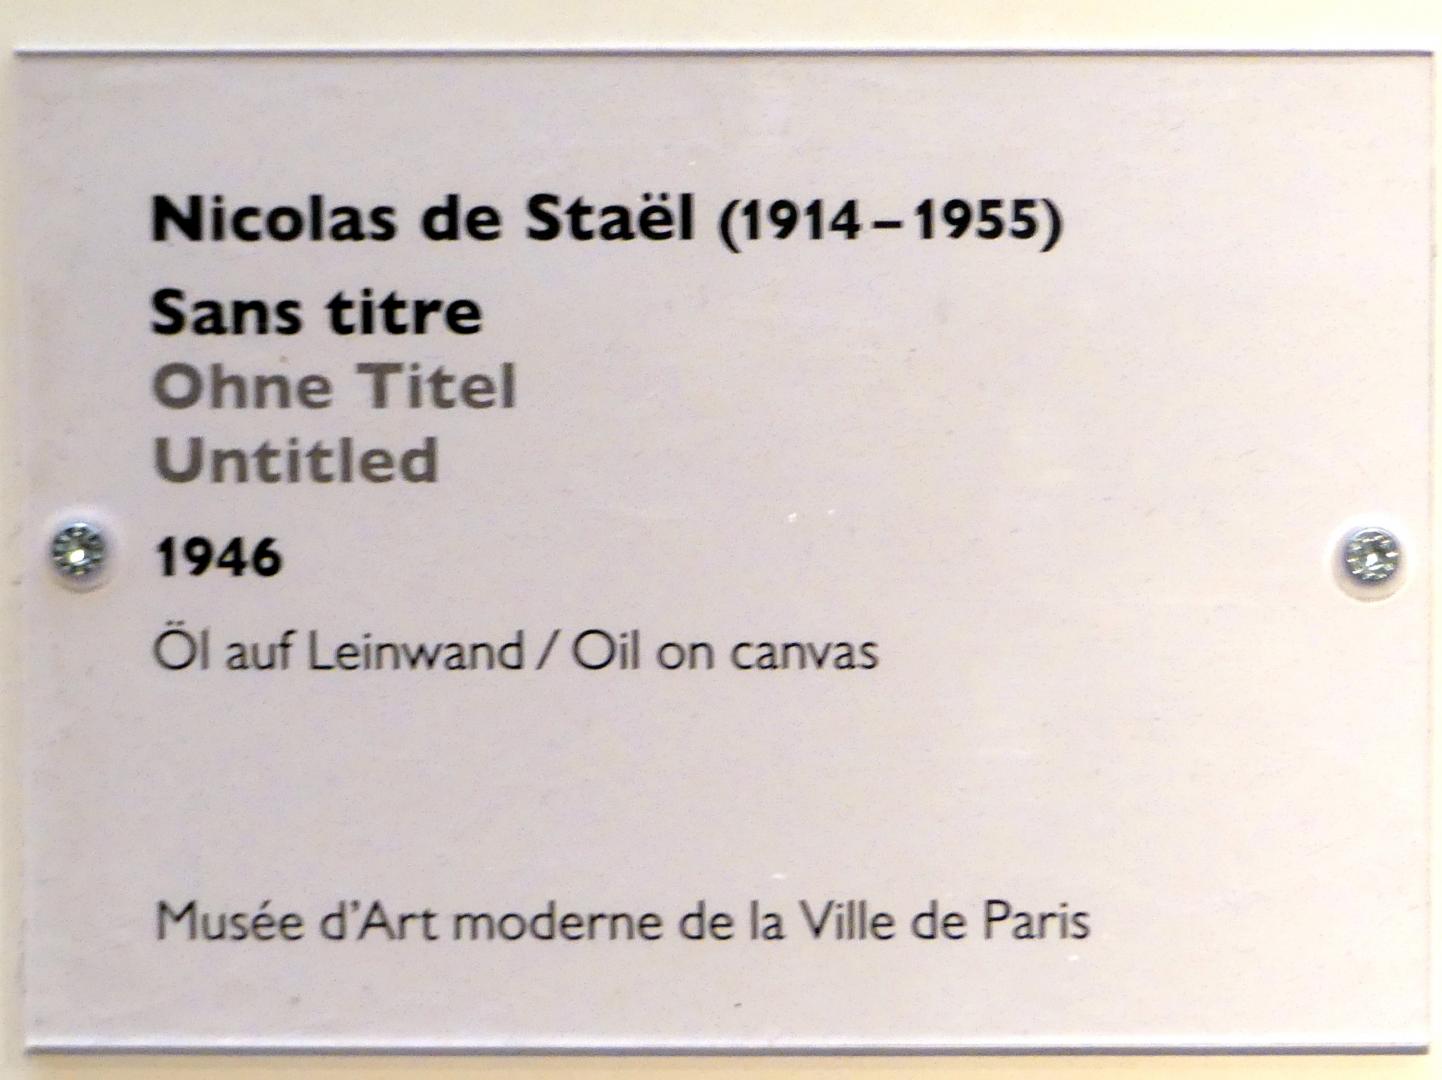 Nicolas de Staël (1914 – 1955)
Sans titre
Ohne Titel
Untitled
1946
Öl auf Leinwand / Oil on canvas
Musée d’Art moderne de la Ville de Paris